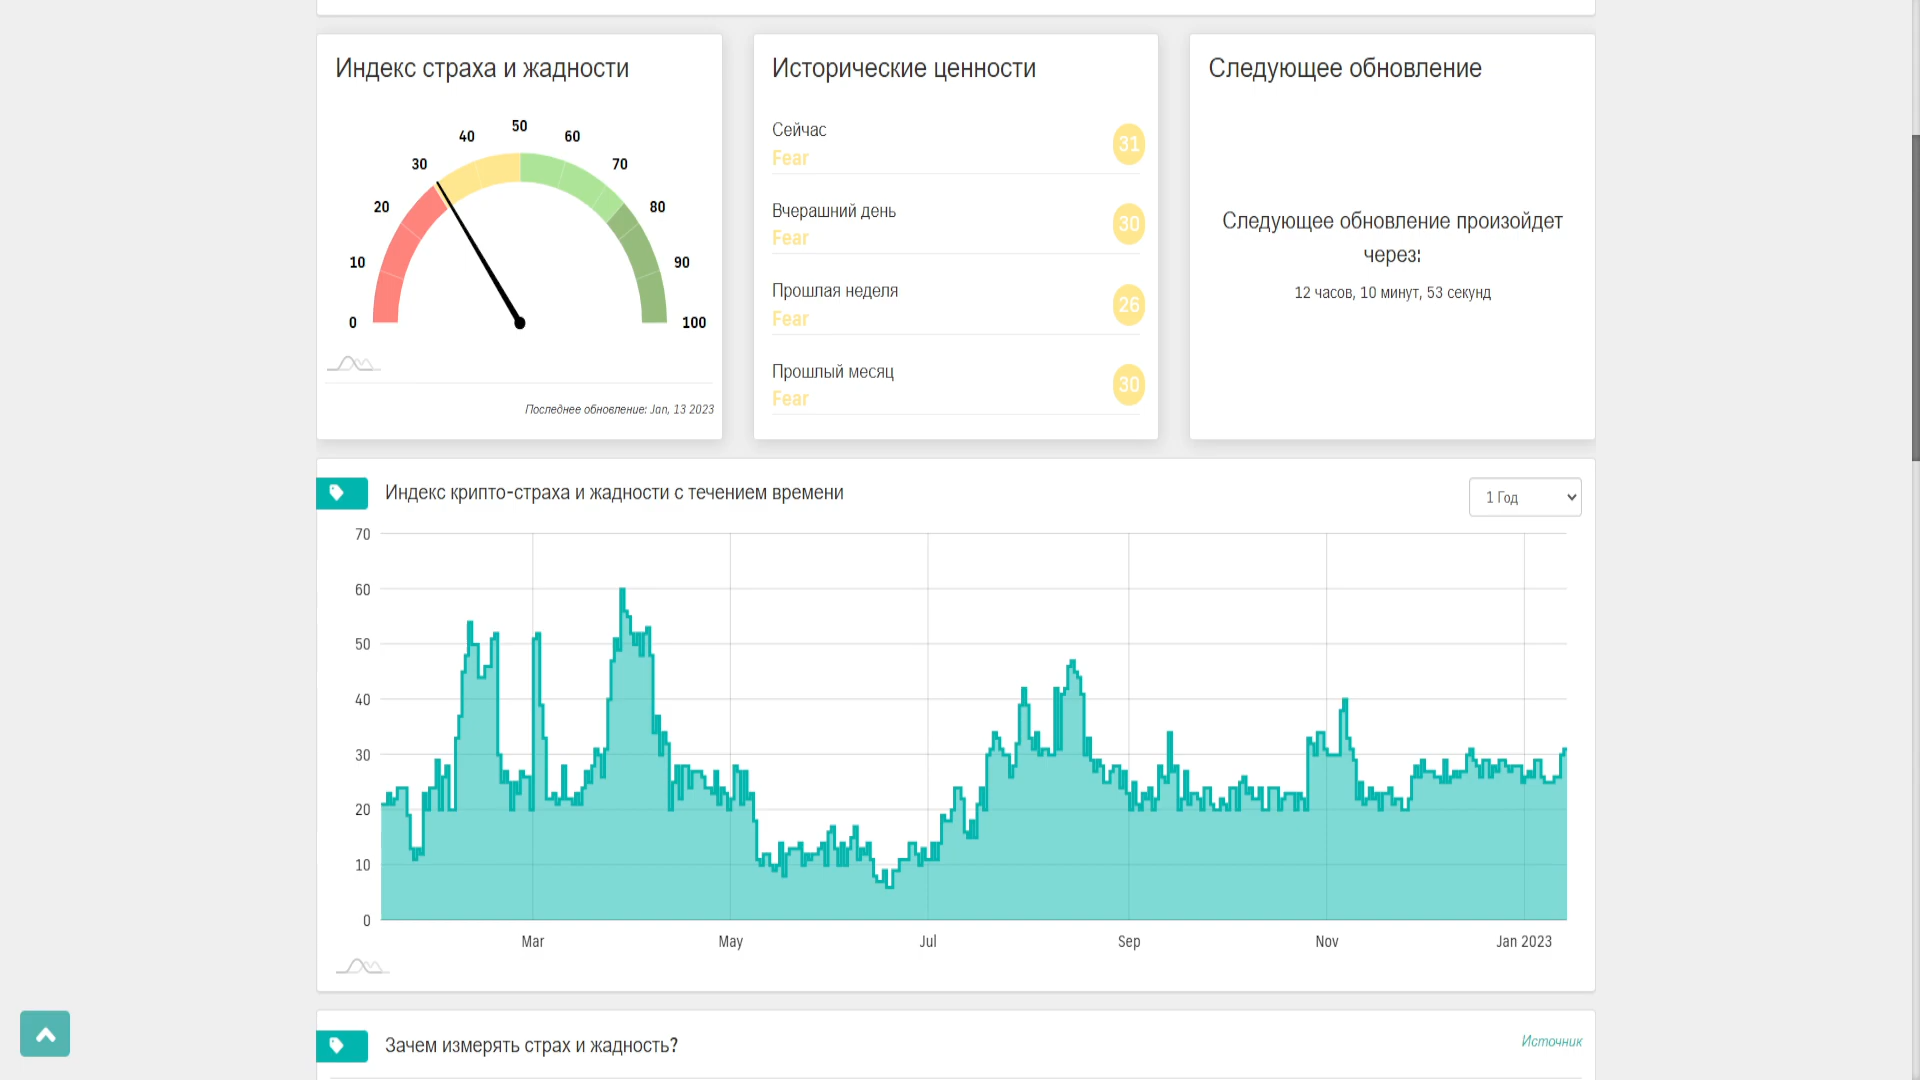 Индекс страха и жадности
0
10
20
30
40
50
60
70
80
90
100
Последнее обновление: Jan, 13 2023
Исторические ценности
Сейчас
Fear
31
Вчерашний день
Fear
30
Прошлая неделя
Fear
26
Прошлый месяц
Fear
30
Следующее обновление
Следующее обновление произойдет
через:
12 часов, 10 минут, 53 секунд
Индекс крипто-страха и жадности с течением времени
1 Год
70
60
50
40
30
20
10
0
Mar
May
Jul
Sep
Nov
Jan 2023
Зачем измерять страх и жадность?
Источник